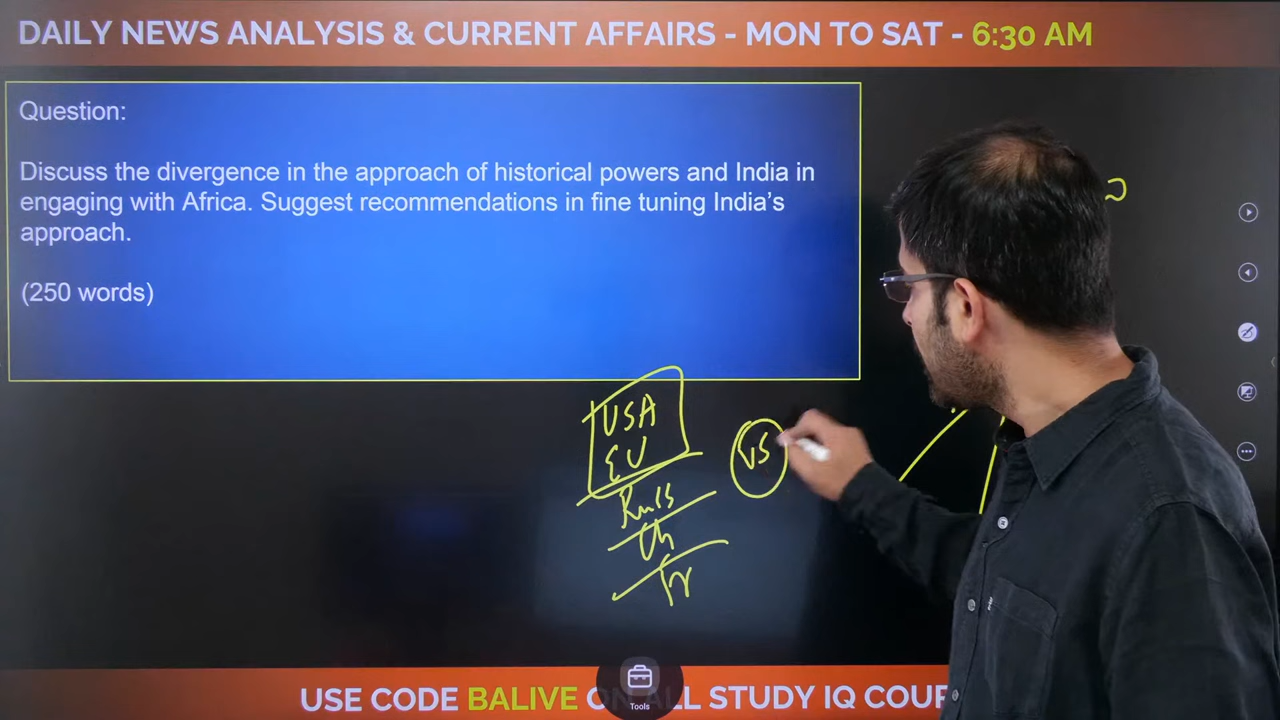 DAILY NEWS ANALYSIS & CURRENT AFFAIRS - MON TO SAT - 6:30 AM
Question:
Discuss the divergence in the approach of historical powers and India in
engaging with Africa. Suggest recommendations in fine tuning India's
approach.
(250 words)
USA
EU
Russ
Ch
Tr
VS
Tools
USE CODE BALIVE ON ALL STUDY IQ COUR